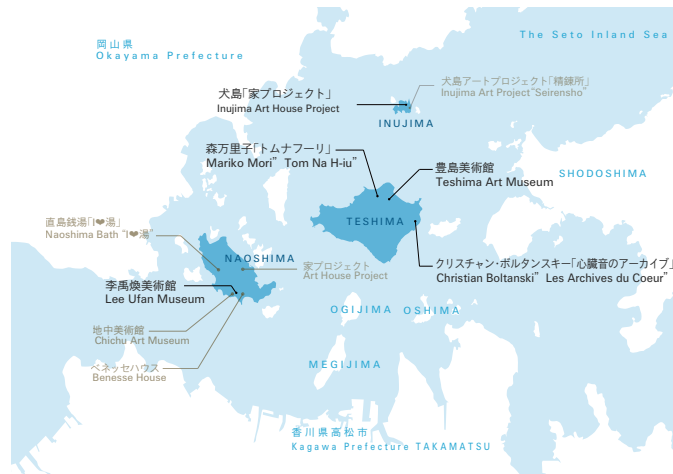 岡山県
Okayama Prefecture
The Seto Inland Sea
犬島「家プロジェクト」
Inujima Art House Project
犬島アートプロジェクト「精錬所」
Inujima Art Project "Seirensho"
INUJIMA
森万里子「トムナフーリ」
Mariko Mori" Tom Na H-iu"
豊島美術館
Teshima Art Museum
SHODOSHIMA
TESHIMA
直島銭湯「I❤湯」
Naoshima Bath "I❤湯"
NAOSHIMA
家プロジェクト
Art House Project
クリスチャン・ボルタンスキー「心臓音のアーカイブ」
Christian Boltanski" Les Archives du Coeur"
李禹煥美術館
Lee Ufan Museum
OGIJIMA
OSHIMA
地中美術館
Chichu Art Museum
ベネッセハウス
Benesse House
MEGIJIMA
香川県高松市
Kagawa Prefecture TAKAMATSU